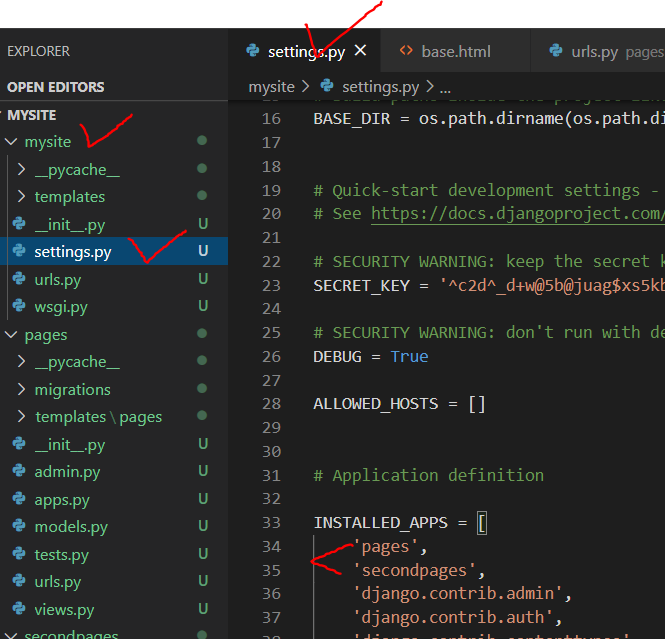 EXPLORER
OPEN EDITORS
MYSITE
mysite
__pycache__
templates
__init__.py U
settings.py U
urls.py U
wsgi.py U
pages
__pycache__
migrations
templates \ pages
__init__.py U
admin.py U
apps.py U
models.py U
tests.py U
urls.py U
views.py U
secondpages
settings.py × <> base.html urls.py pages
mysite > settings.py > ...
16 BASE_DIR = os.path.dirname(os.path.di
17
18
19 # Quick-start development settings -
20 # See https://docs.djangoproject.com/
21
22 # SECURITY WARNING: keep the secret k
23 SECRET_KEY = '^c2d^_d+w@5b@juag$xs5kb
24
25 # SECURITY WARNING: don't run with de
26 DEBUG = True
27
28 ALLOWED_HOSTS = []
29
30
31 # Application definition
32
33 INSTALLED_APPS = [
34 'pages',
35 'secondpages',
36 'django.contrib.admin',
37 'django.contrib.auth',